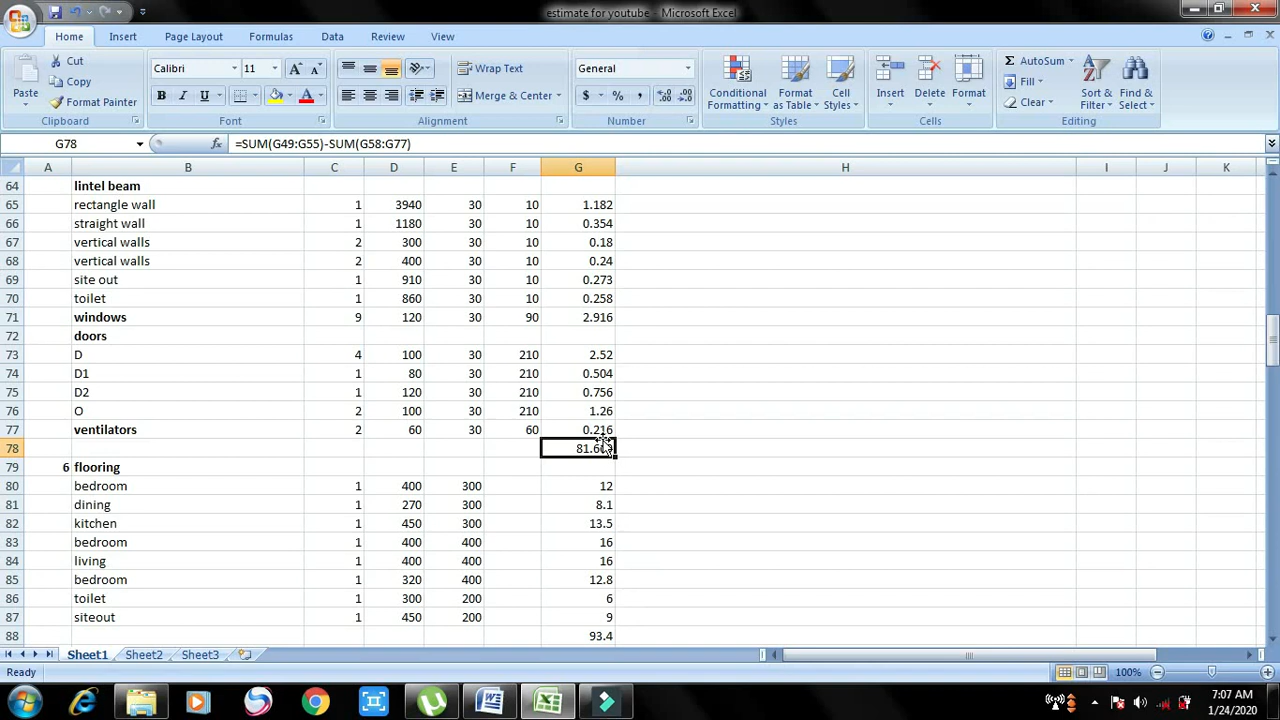 estimate for youtube - Microsoft Excel
Home Insert Page Layout Formulas Data Review View
Paste Cut Copy Format Painter Clipboard
Calibri 11 A A B I U A Font
Wrap Text Merge & Center Alignment
General $ % , Number
Conditional Formatting Format as Table Cell Styles Styles
Insert Delete Format Cells
Σ AutoSum Fill Clear Sort & Filter Find & Select Editing
G78 fx =SUM(G49:G55)-SUM(G58:G77)
A B C D E F G H I J K
64 lintel beam
65 rectangle wall 1 3940 30 10 1.182
66 straight wall 1 1180 30 10 0.354
67 vertical walls 2 300 30 10 0.18
68 vertical walls 2 400 30 10 0.24
69 site out 1 910 30 10 0.273
70 toilet 1 860 30 10 0.258
71 windows 9 120 30 90 2.916
72 doors
73 D 4 100 30 210 2.52
74 D1 1 80 30 210 0.504
75 D2 1 120 30 210 0.756
76 O 2 100 30 210 1.26
77 ventilators 2 60 30 60 0.216
78
79 6 flooring
80 bedroom 1 400 300 12
81 dining 1 270 300 8.1
82 kitchen 1 450 300 13.5
83 bedroom 1 400 400 16
84 living 1 400 400 16
85 bedroom 1 320 400 12.8
86 toilet 1 300 200 6
87 siteout 1 450 200 9
88 93.4
Sheet1 Sheet2 Sheet3
Ready 100%
7:07 AM
1/24/2020